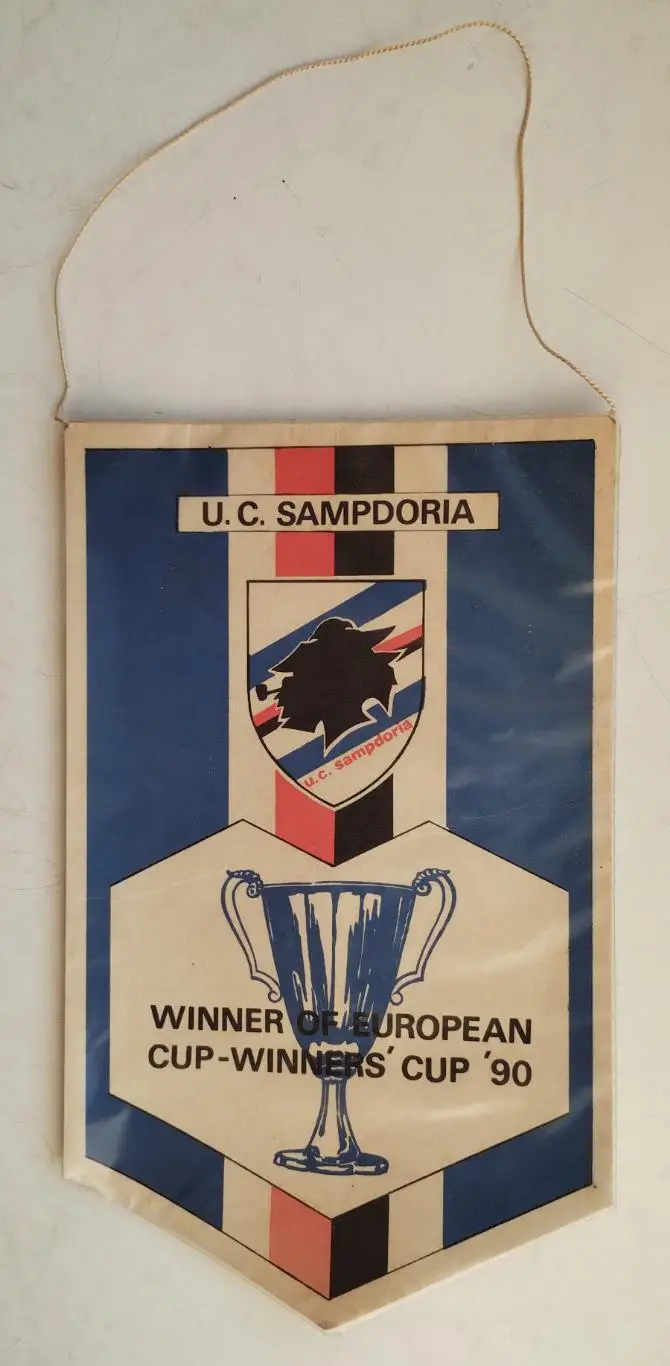 U. C. SAMPDORIA
u.c. sampdoria
WINNER OF EUROPEAN
CUP-WINNERS' CUP '90